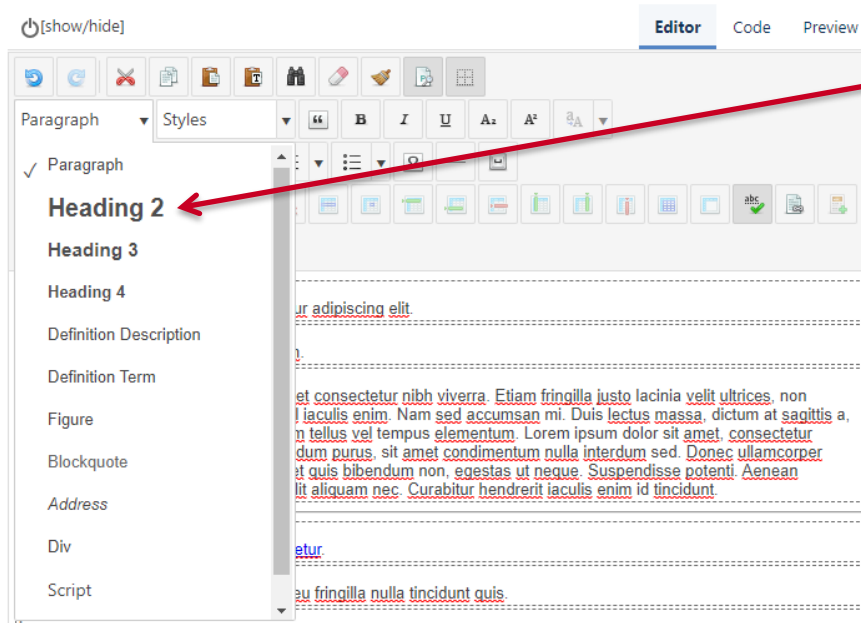 [show/hide]
Editor Code Preview
Paragraph Styles B I U A₂ A²
Paragraph
Heading 2
Heading 3
Heading 4
Definition Description
Definition Term
Figure
Blockquote
Address
Div
Script
abc
ur adipiscing elit.
et consectetur nibh viverra. Etiam fringilla justo lacinia velit ultrices, non
iaculis enim. Nam sed accumsan mi. Duis lectus massa, dictum at sagittis a,
tellus vel tempus elementum. Lorem ipsum dolor sit amet, consectetur
dum purus, sit amet condimentum nulla interdum sed. Donec ullamcorper
et quis bibendum non, egestas ut neque. Suspendisse potenti. Aenean
lit aliquam nec. Curabitur hendrerit iaculis enim id tincidunt.
etur.
eu fringilla nulla tincidunt quis.